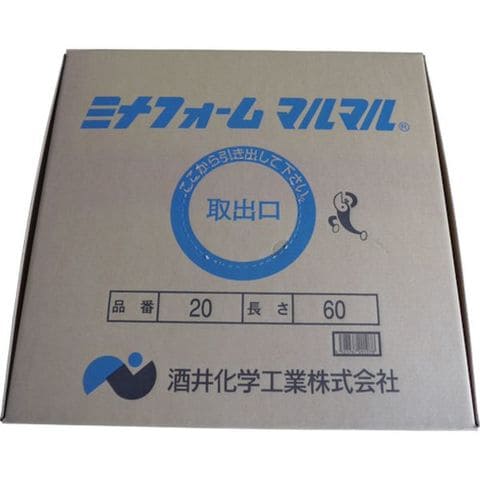 ミナフォーム マルマル®
ここから引き出して下さい。
取出口
品番 20 長さ 60
酒井化学工業株式会社